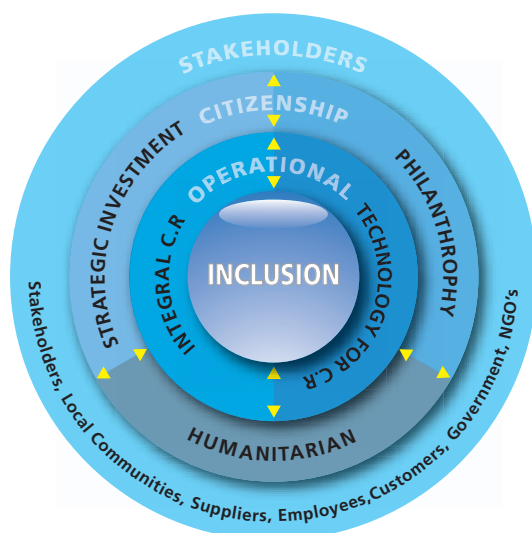 STAKEHOLDERS
CITIZENSHIP
STRATEGIC INVESTMENT
PHILANTHROPHY
OPERATIONAL
INTEGRAL C.R
TECHNOLOGY FOR C.R
INCLUSION
HUMANITARIAN
Stakeholders, Local Communities, Suppliers, Employees,Customers, Government, NGO's